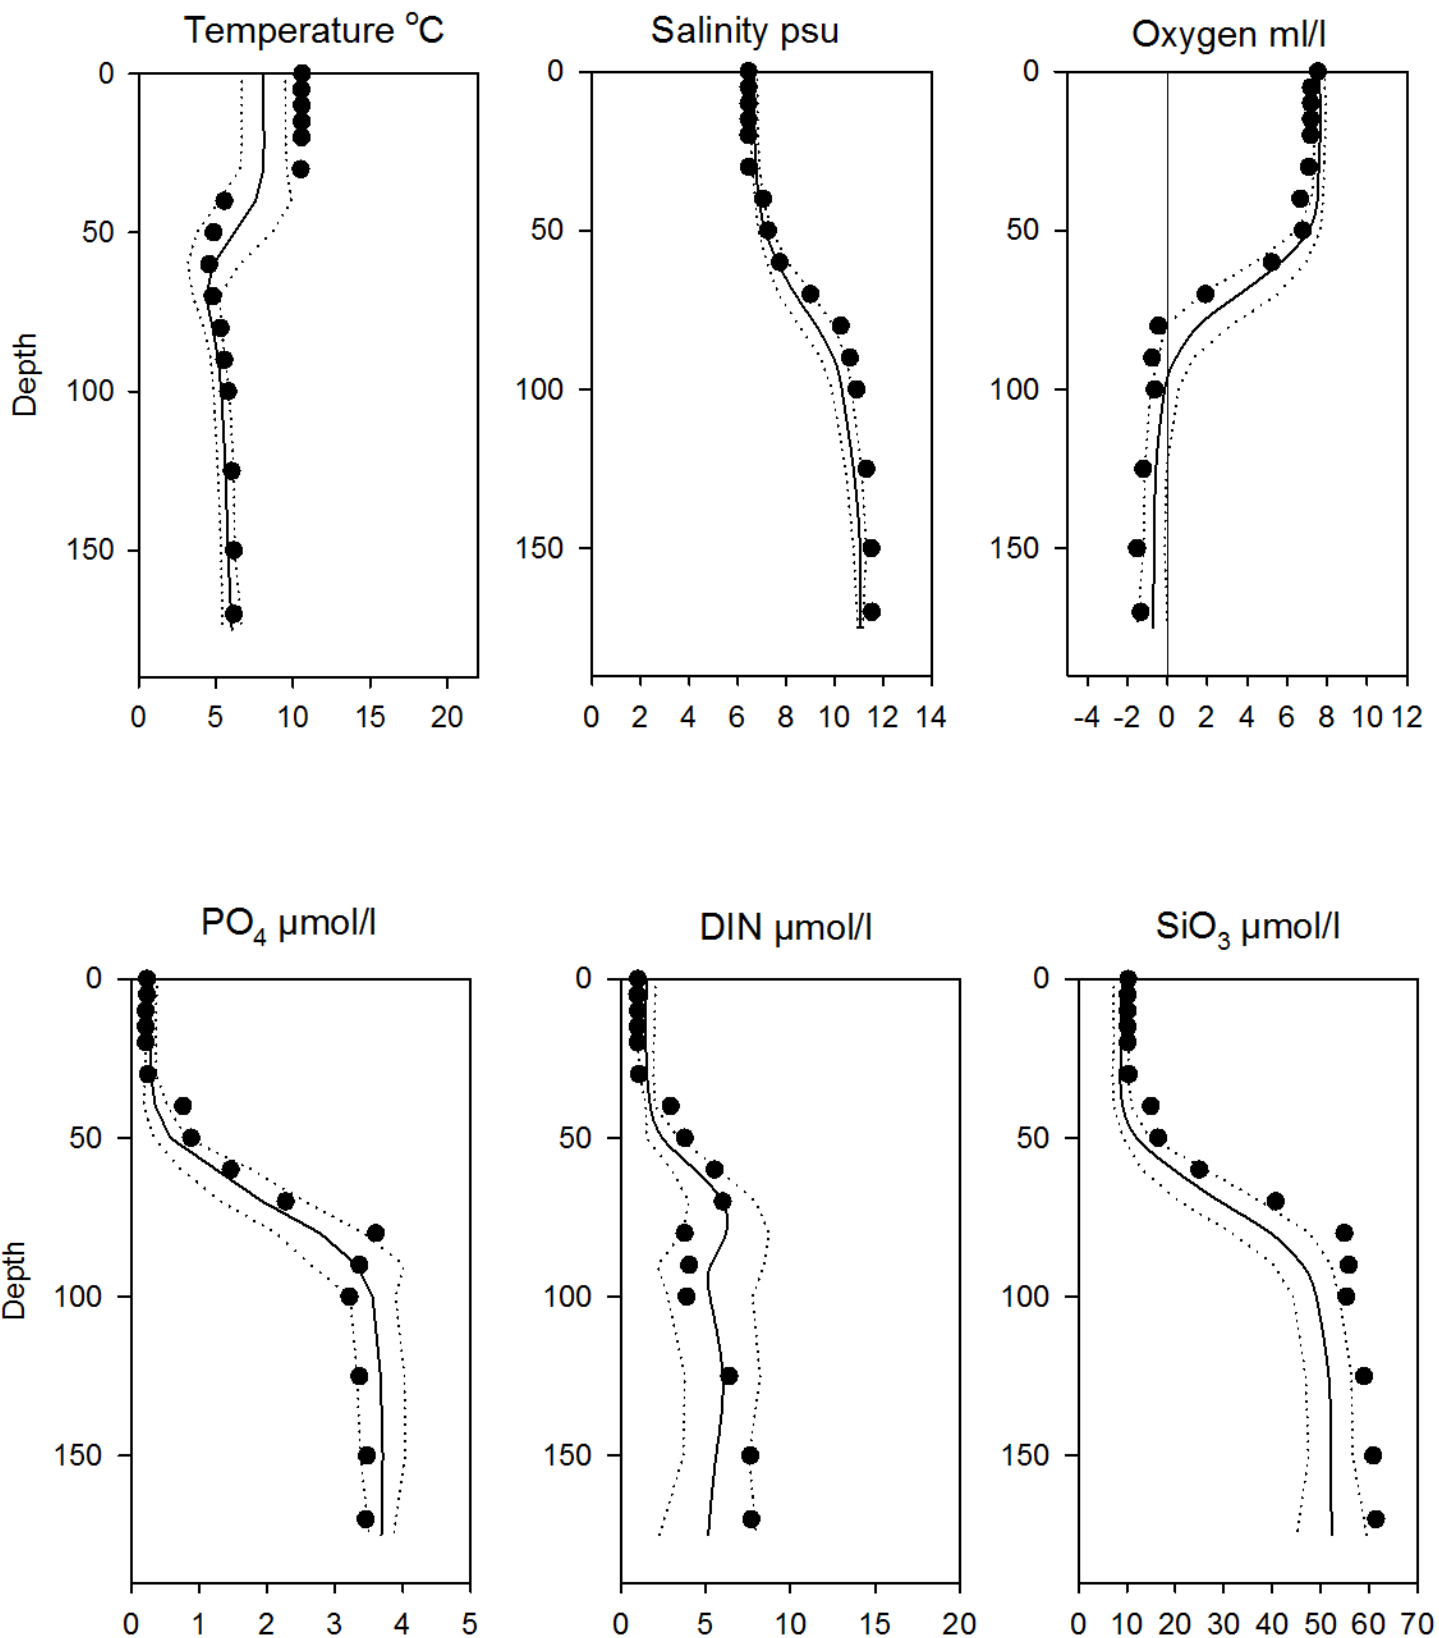 Temperature °C
Salinity psu
Oxygen ml/l
0
50
100
150
Depth
0 5 10 15 20
0
50
100
150
0 2 4 6 8 10 12 14
0
50
100
150
-4 -2 0 2 4 6 8 10 12
PO₄ µmol/l
DIN µmol/l
SiO₃ µmol/l
0
50
100
150
Depth
0 1 2 3 4 5
0
50
100
150
0 5 10 15 20
0
50
100
150
0 10 20 30 40 50 60 70